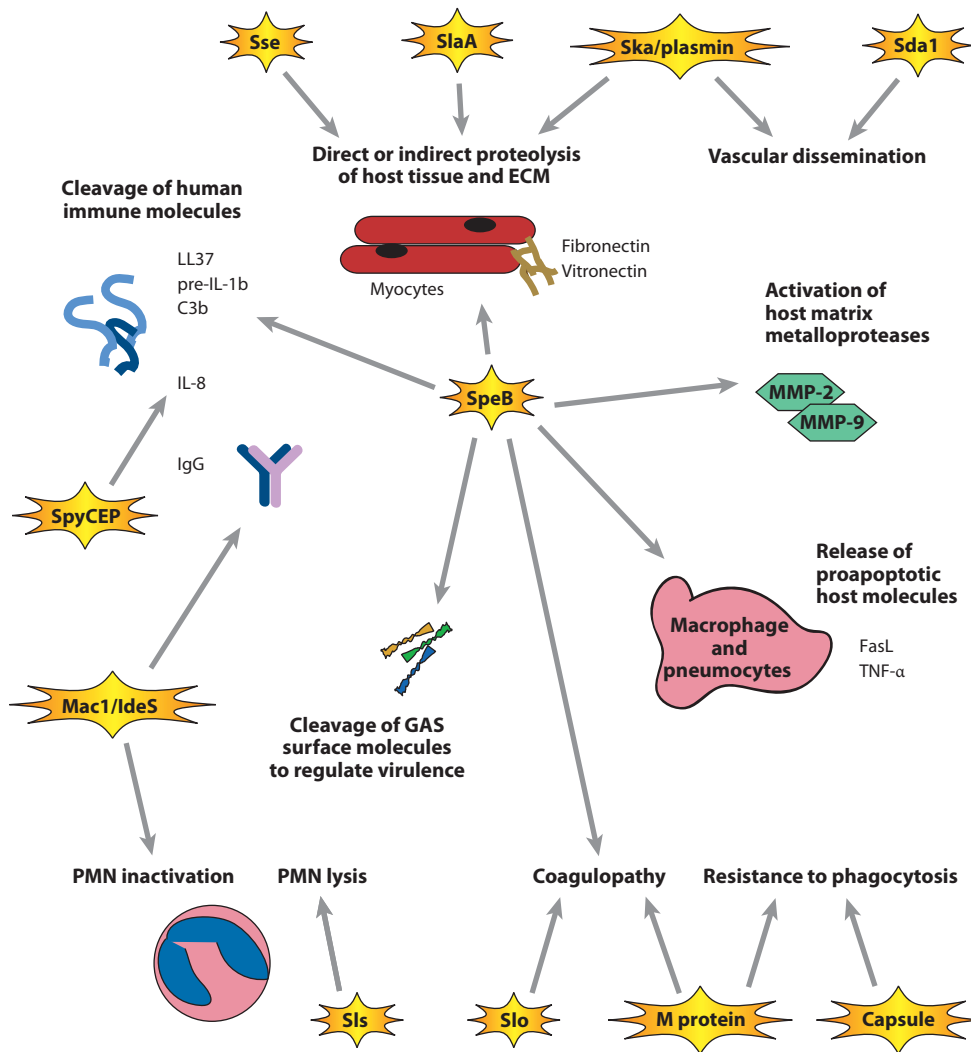 Sse
SlaA
Ska/plasmin
Sda1
Direct or indirect proteolysis
of host tissue and ECM
Vascular dissemination
Cleavage of human
immune molecules
LL37
pre-IL-1b
C3b
Fibronectin
Vitronectin
Myocytes
Activation of
host matrix
metalloproteases
IL-8
SpeB
MMP-2
MMP-9
IgG
SpyCEP
Release of
proapoptotic
host molecules
Macrophage
and
pneumocytes
FasL
TNF-α
Mac1/IdeS
Cleavage of GAS
surface molecules
to regulate virulence
PMN inactivation
PMN lysis
Coagulopathy
Resistance to phagocytosis
Sls
Slo
M protein
Capsule